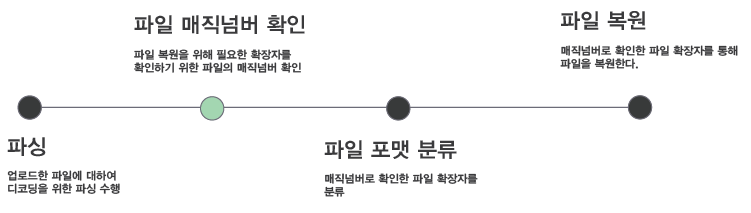 파일 매직넘버 확인
파일 복원을 위해 필요한 확장자를
확인하기 위한 파일의 매직넘버 확인
파일 복원
매직넘버로 확인한 파일 확장자를 통해
파일을 복원한다.
파싱
업로드한 파일에 대하여
디코딩을 위한 파싱 수행
파일 포맷 분류
매직넘버로 확인한 파일 확장자를
분류